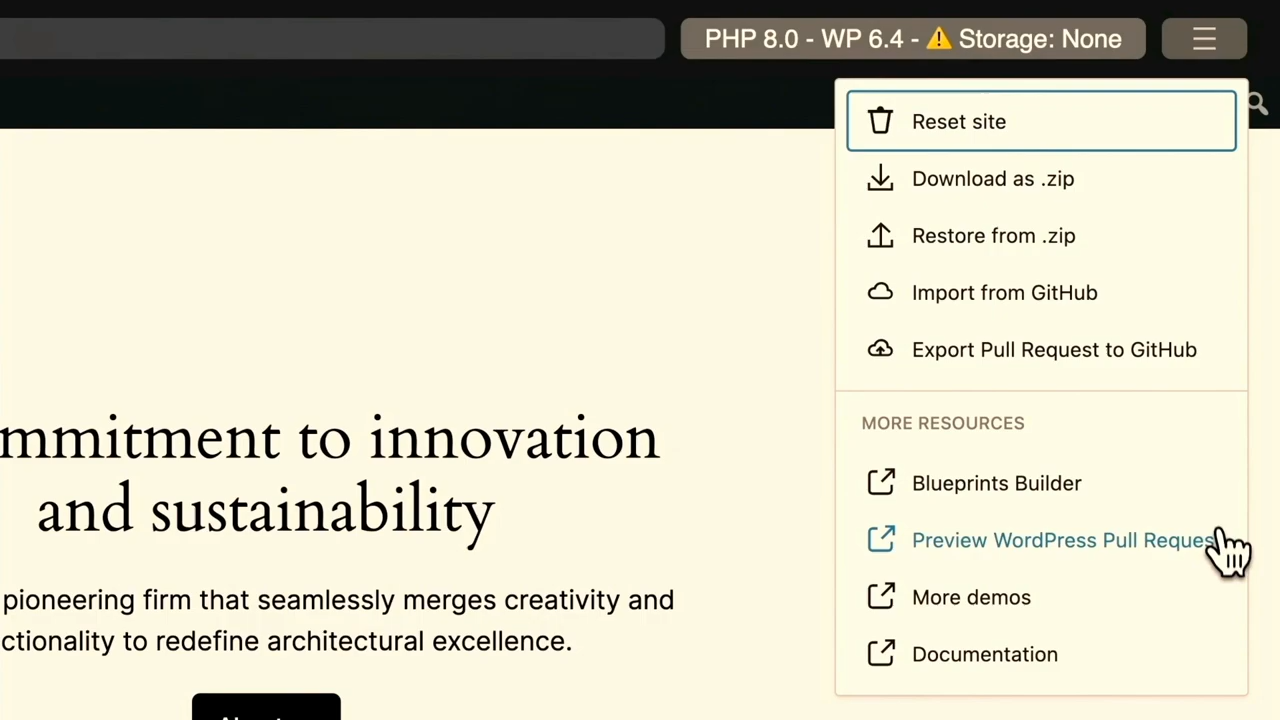 PHP 8.0 - WP 6.4 - ⚠️ Storage: None
Reset site
Download as .zip
Restore from .zip
Import from GitHub
Export Pull Request to GitHub
MORE RESOURCES
Blueprints Builder
Preview WordPress Pull Reques
More demos
Documentation
mmitment to innovation
and sustainability
pioneering firm that seamlessly merges creativity and
ctionality to redefine architectural excellence.